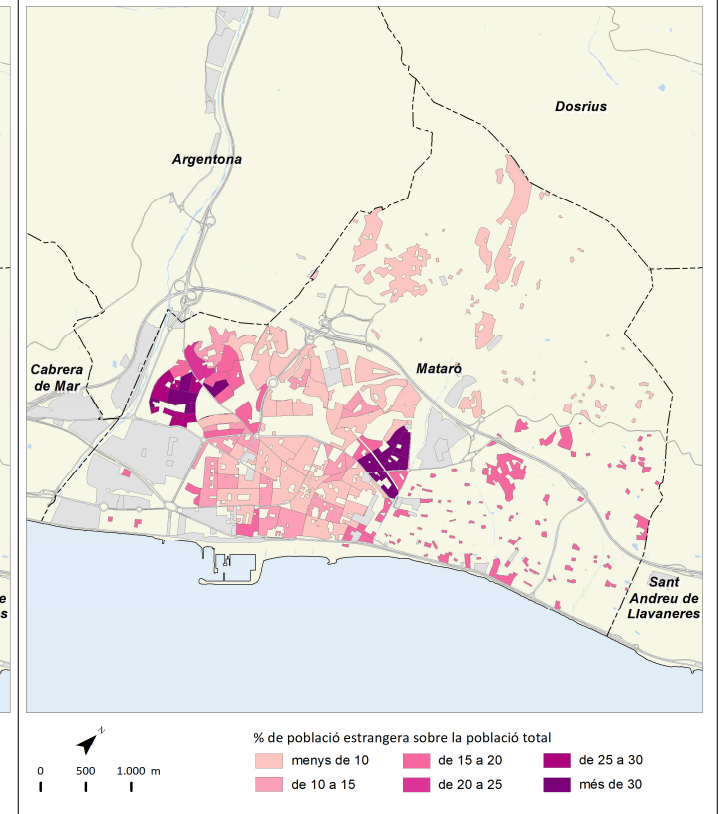 Dosrius
Argentona
Cabrera
de Mar
Mataró
Sant
Andreu de
Llavaneres
e
s
N
0 500 1.000 m
% de població estrangera sobre la població total
menys de 10
de 15 a 20
de 25 a 30
de 10 a 15
de 20 a 25
més de 30